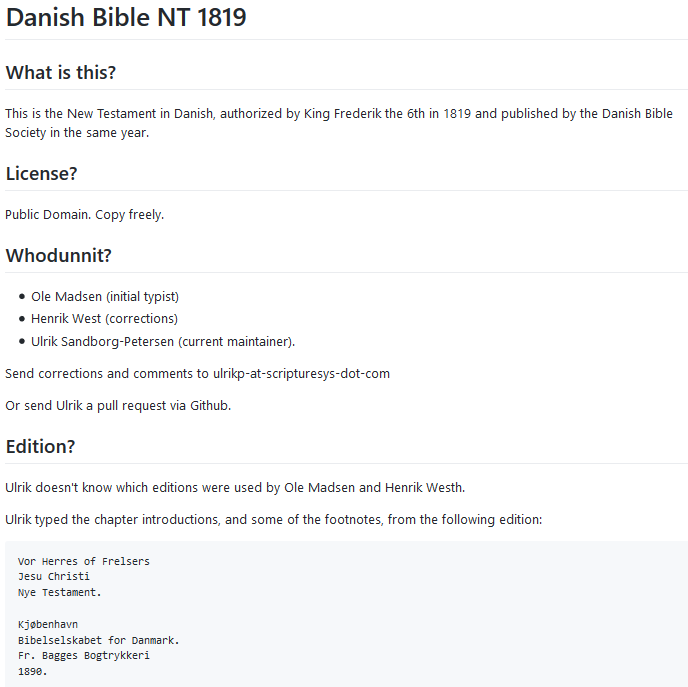 Danish Bible NT 1819
What is this?
This is the New Testament in Danish, authorized by King Frederik the 6th in 1819 and published by the Danish Bible
Society in the same year.
License?
Public Domain. Copy freely.
Whodunnit?
• Ole Madsen (initial typist)
• Henrik West (corrections)
• Ulrik Sandborg-Petersen (current maintainer).
Send corrections and comments to ulrikp-at-scripturesys-dot-com
Or send Ulrik a pull request via Github.
Edition?
Ulrik doesn't know which editions were used by Ole Madsen and Henrik Westh.
Ulrik typed the chapter introductions, and some of the footnotes, from the following edition:
Vor Herres of Frelsers
Jesu Christi
Nye Testament.
Kjøbenhavn
Bibelselskabet for Danmark.
Fr. Bagges Bogtrykkeri
1890.